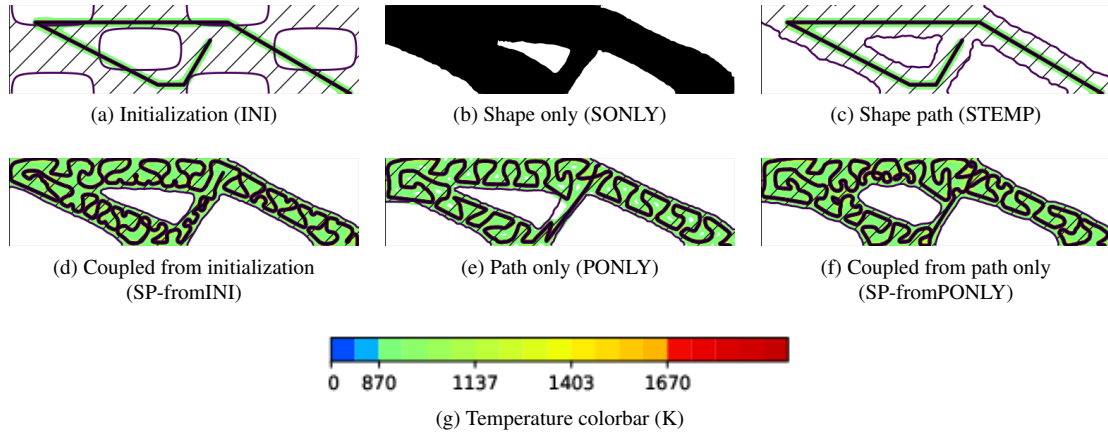 (a) Initialization (INI)
(b) Shape only (SONLY)
(c) Shape path (STEMP)
(d) Coupled from initialization
(SP-fromINI)
(e) Path only (PONLY)
(f) Coupled from path only
(SP-fromPONLY)
0 870 1137 1403 1670
(g) Temperature colorbar (K)